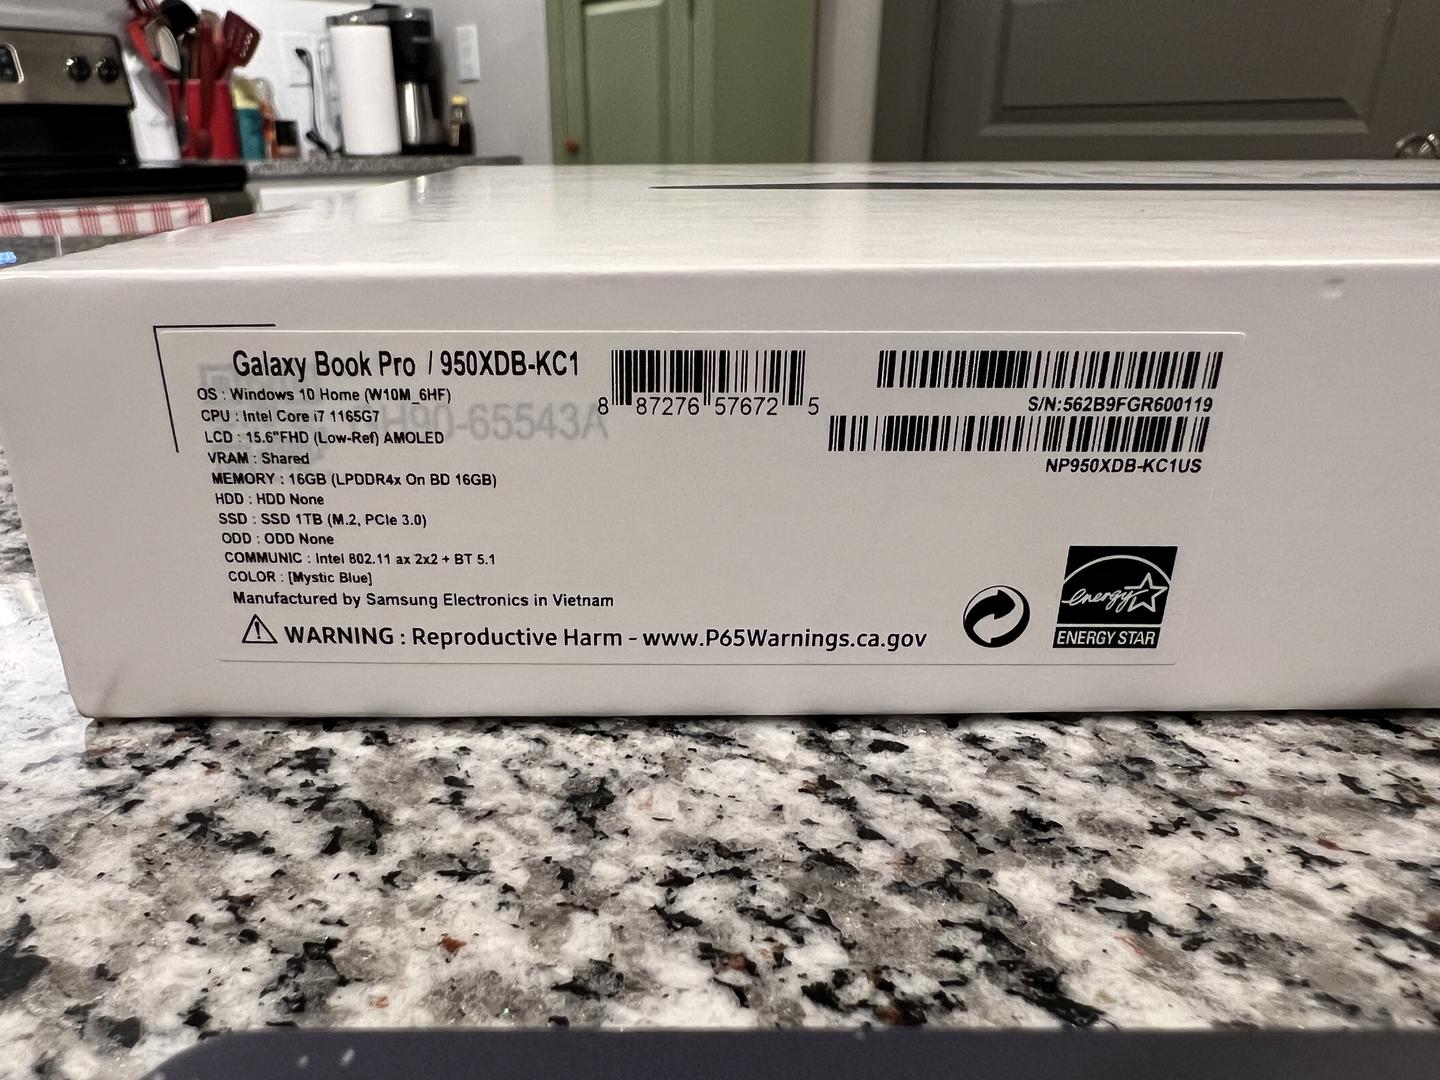 Galaxy Book Pro / 950XDB-KC1
OS : Windows 10 Home (W10M_6HF)
CPU : Intel Core i7 1165G7
LCD : 15.6"FHD (Low-Ref) AMOLED
VRAM : Shared
MEMORY : 16GB (LPDDR4x On BD 16GB)
HDD : HDD None
SSD : SSD 1TB (M.2, PCIe 3.0)
ODD : ODD None
COMMUNIC : Intel 802.11 ax 2x2 + BT 5.1
COLOR : [Mystic Blue]
Manufactured by Samsung Electronics in Vietnam
WARNING : Reproductive Harm - www.P65Warnings.ca.gov
H90-65543A
8 87276 57672 5
S/N:562B9FGR600119
NP950XDB-KC1US
energy
ENERGY STAR